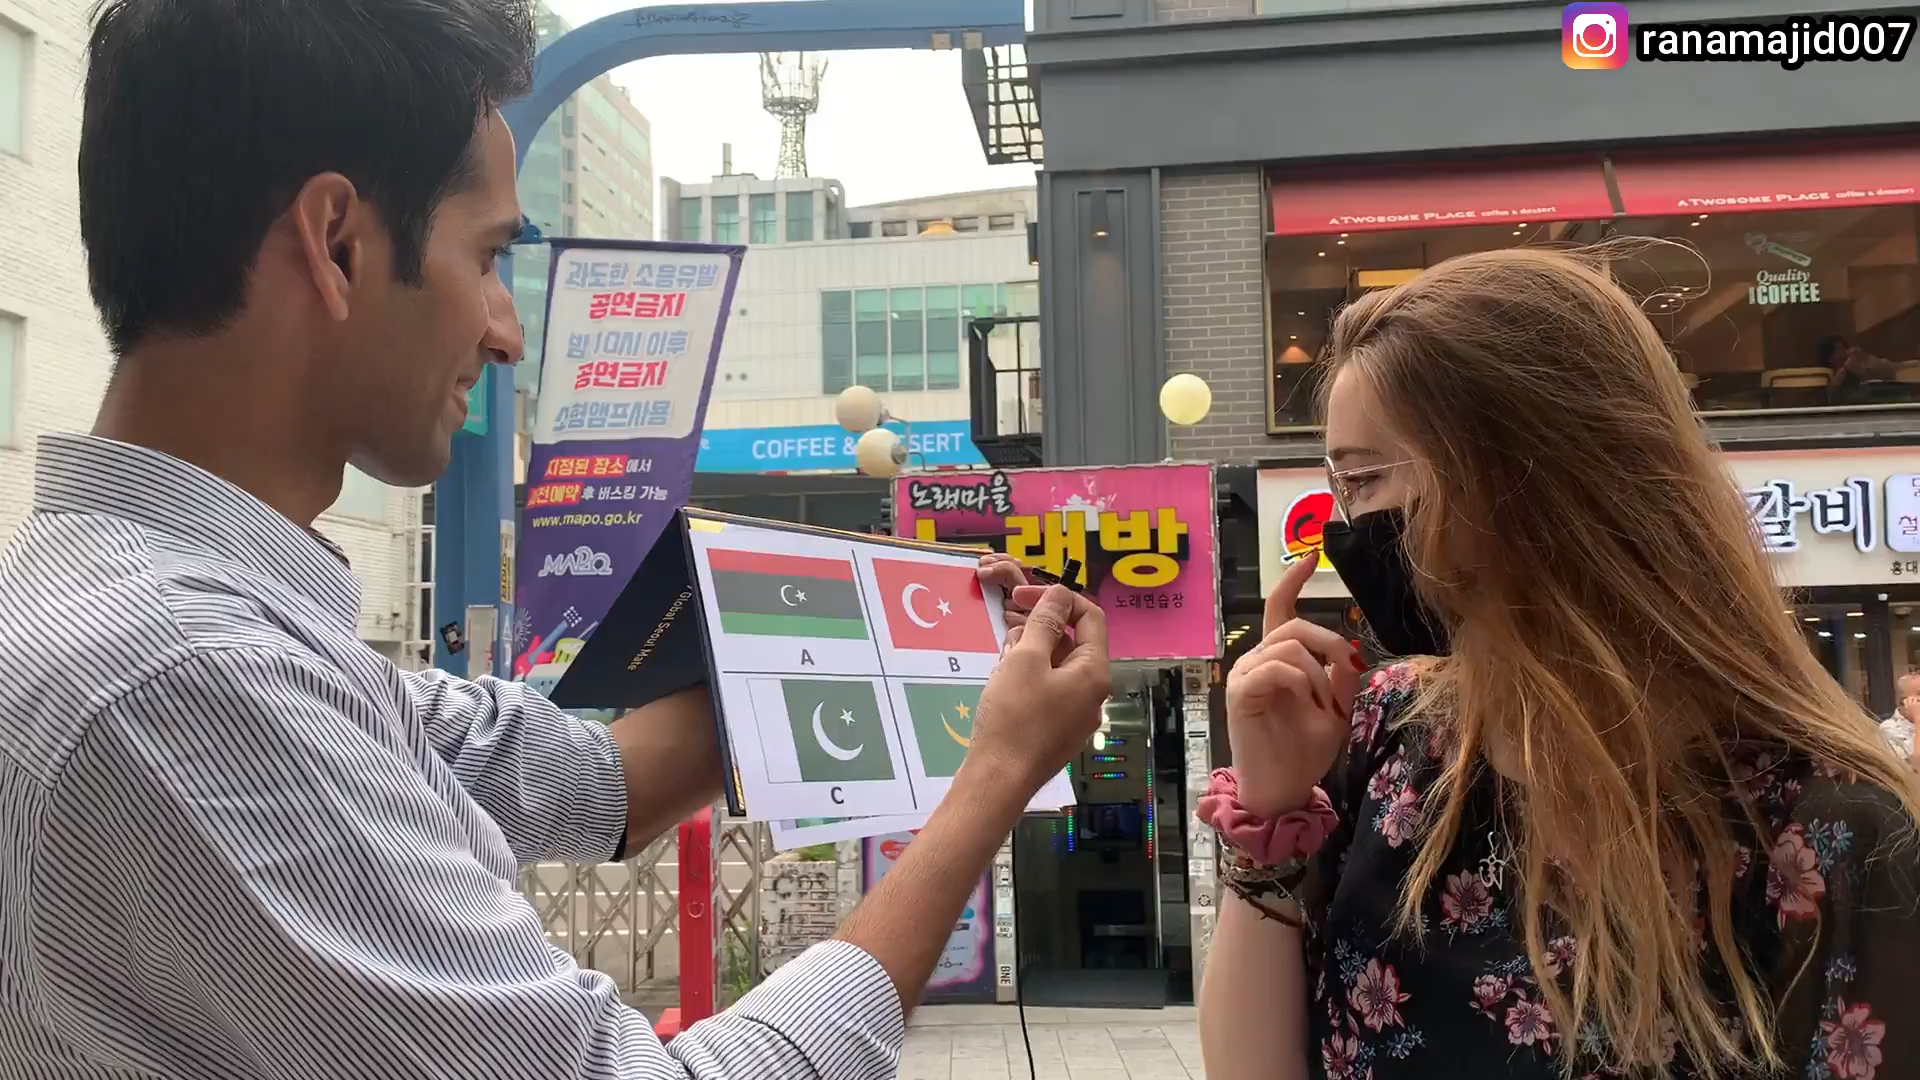 ranamajid007
A TWOSOME PLACE coffee & dessert
A TWOSOME PLACE coffee & dessert
Quality
COFFEE
과도한 소음유발
공연금지
밤 10시 이후
공연금지
소형앰프사용
지정된 장소에서
사전예약 후 버스킹 가능
www.mapo.go.kr
MAPO
COFFEE & DESSERT
노래마을
노래방
노래연습장
갈비
홍대
Global Seoul Mate
A
B
C
BNE